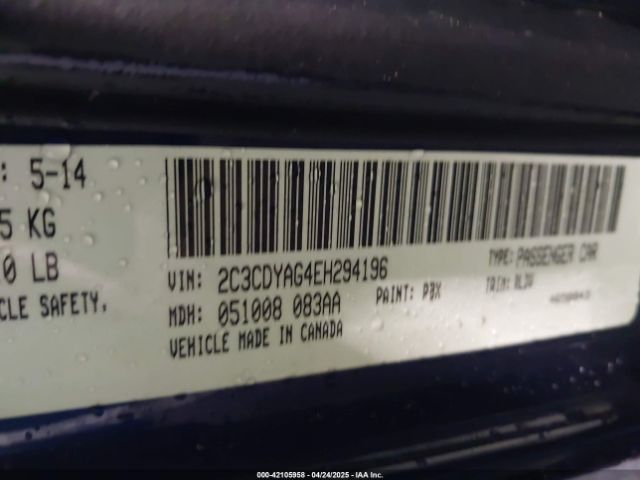 : 5-14
5 KG
0 LB
CLE SAFETY,
VIN: 2C3CDYAG4EH294196
TYPE: PASSENGER CAR
MDH: 051008 083AA
PAINT: PBX
TRIM:
VEHICLE MADE IN CANADA
000-42105958 - 04/24/2025 - IAA Inc.